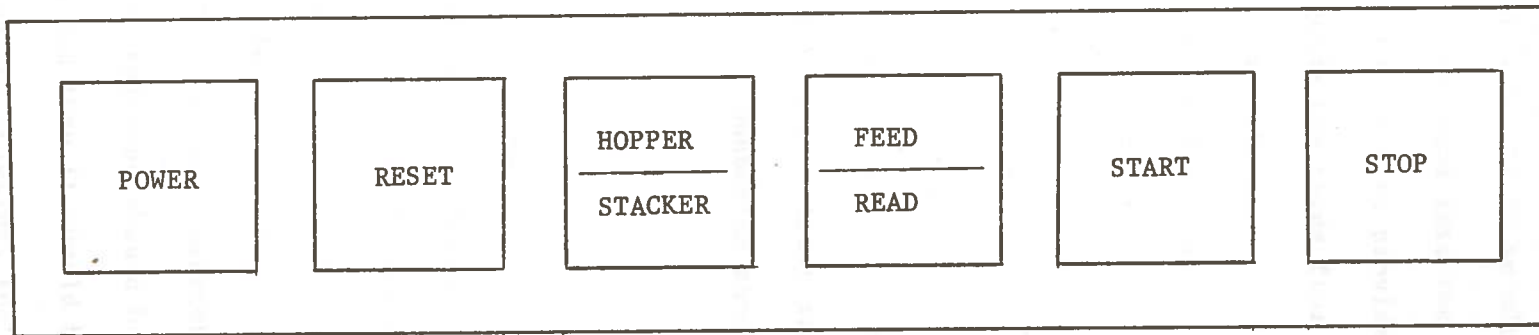 POWER
RESET
HOPPER
STACKER
FEED
READ
START
STOP